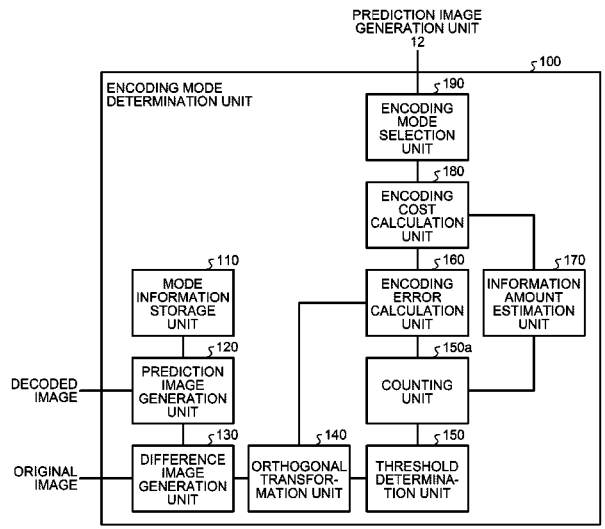 PREDICTION IMAGE
GENERATION UNIT
12
100
ENCODING MODE
DETERMINATION UNIT
190
ENCODING
MODE
SELECTION
UNIT
180
ENCODING
COST
CALCULATION
UNIT
110
MODE
INFORMATION
STORAGE
UNIT
160
ENCODING
ERROR
CALCULATION
UNIT
170
INFORMATION
AMOUNT
ESTIMATION
UNIT
120
PREDICTION
IMAGE
GENERATION
UNIT
150a
COUNTING
UNIT
DECODED
IMAGE
130
DIFFERENCE
IMAGE
GENERATION
UNIT
140
ORTHOGONAL
TRANSFOR-
MATION UNIT
150
THRESHOLD
DETERMINA-
TION UNIT
ORIGINAL
IMAGE